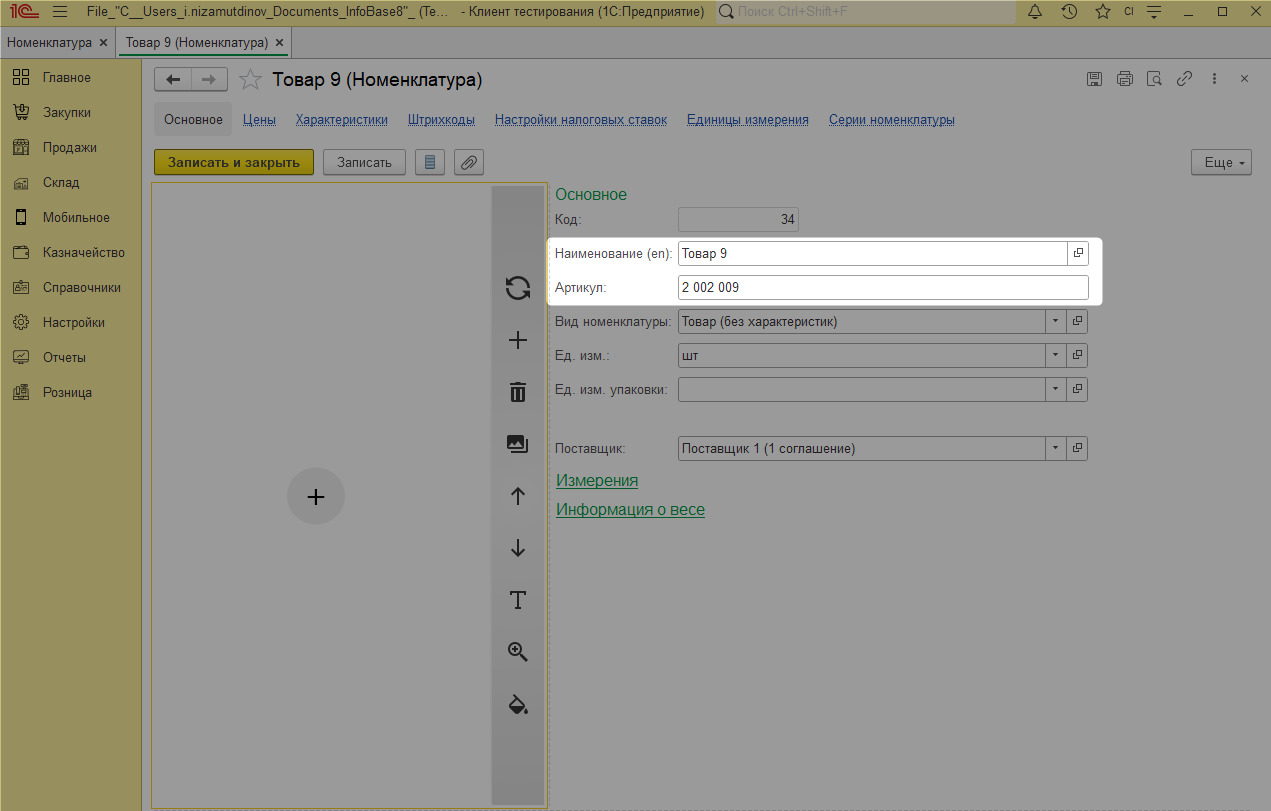 1С File_"C__Users_i.nizamutdinov_Documents_InfoBase8"_ (Te... - Клиент тестирования (1С:Предприятие) Поиск Ctrl+Shift+F CI
Номенклатура × Товар 9 (Номенклатура) ×
Главное
Закупки
Продажи
Склад
Мобильное
Казначейство
Справочники
Настройки
Отчеты
Розница
Товар 9 (Номенклатура)
Основное Цены Характеристики Штрихкоды Настройки налоговых ставок Единицы измерения Серии номенклатуры
Записать и закрыть Записать Еще
Основное
Код: 34
Наименование (en): Товар 9
Артикул: 2 002 009
Вид номенклатуры: Товар (без характеристик)
Ед. изм.: шт
Ед. изм. упаковки:
Поставщик: Поставщик 1 (1 соглашение)
Измерения
Информация о весе